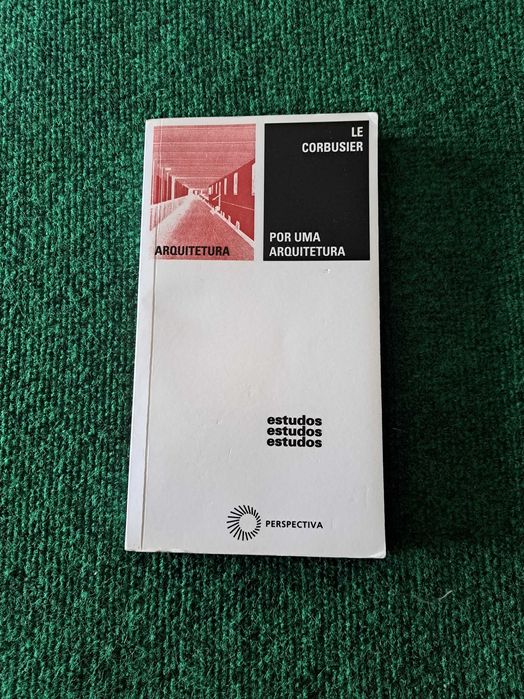 LE
CORBUSIER
ARQUITETURA
POR UMA
ARQUITETURA
estudos
estudos
estudos
PERSPECTIVA